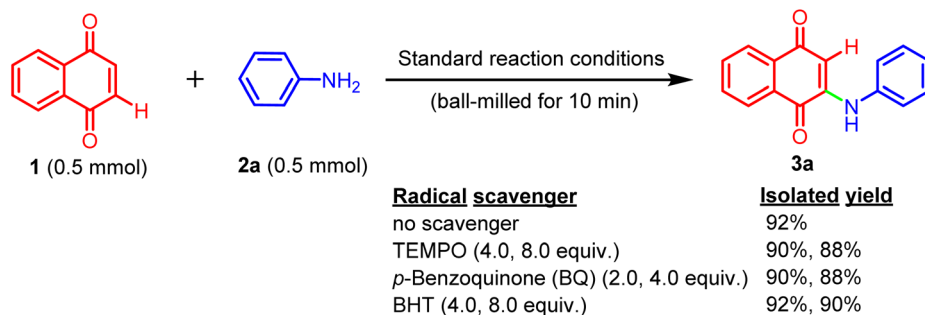 O
H
O
1 (0.5 mmol)
+
NH2
2a (0.5 mmol)
Standard reaction conditions
(ball-milled for 10 min)
O
H
N
H
O
3a
Radical scavenger Isolated yield
no scavenger 92%
TEMPO (4.0, 8.0 equiv.) 90%, 88%
p-Benzoquinone (BQ) (2.0, 4.0 equiv.) 90%, 88%
BHT (4.0, 8.0 equiv.) 92%, 90%